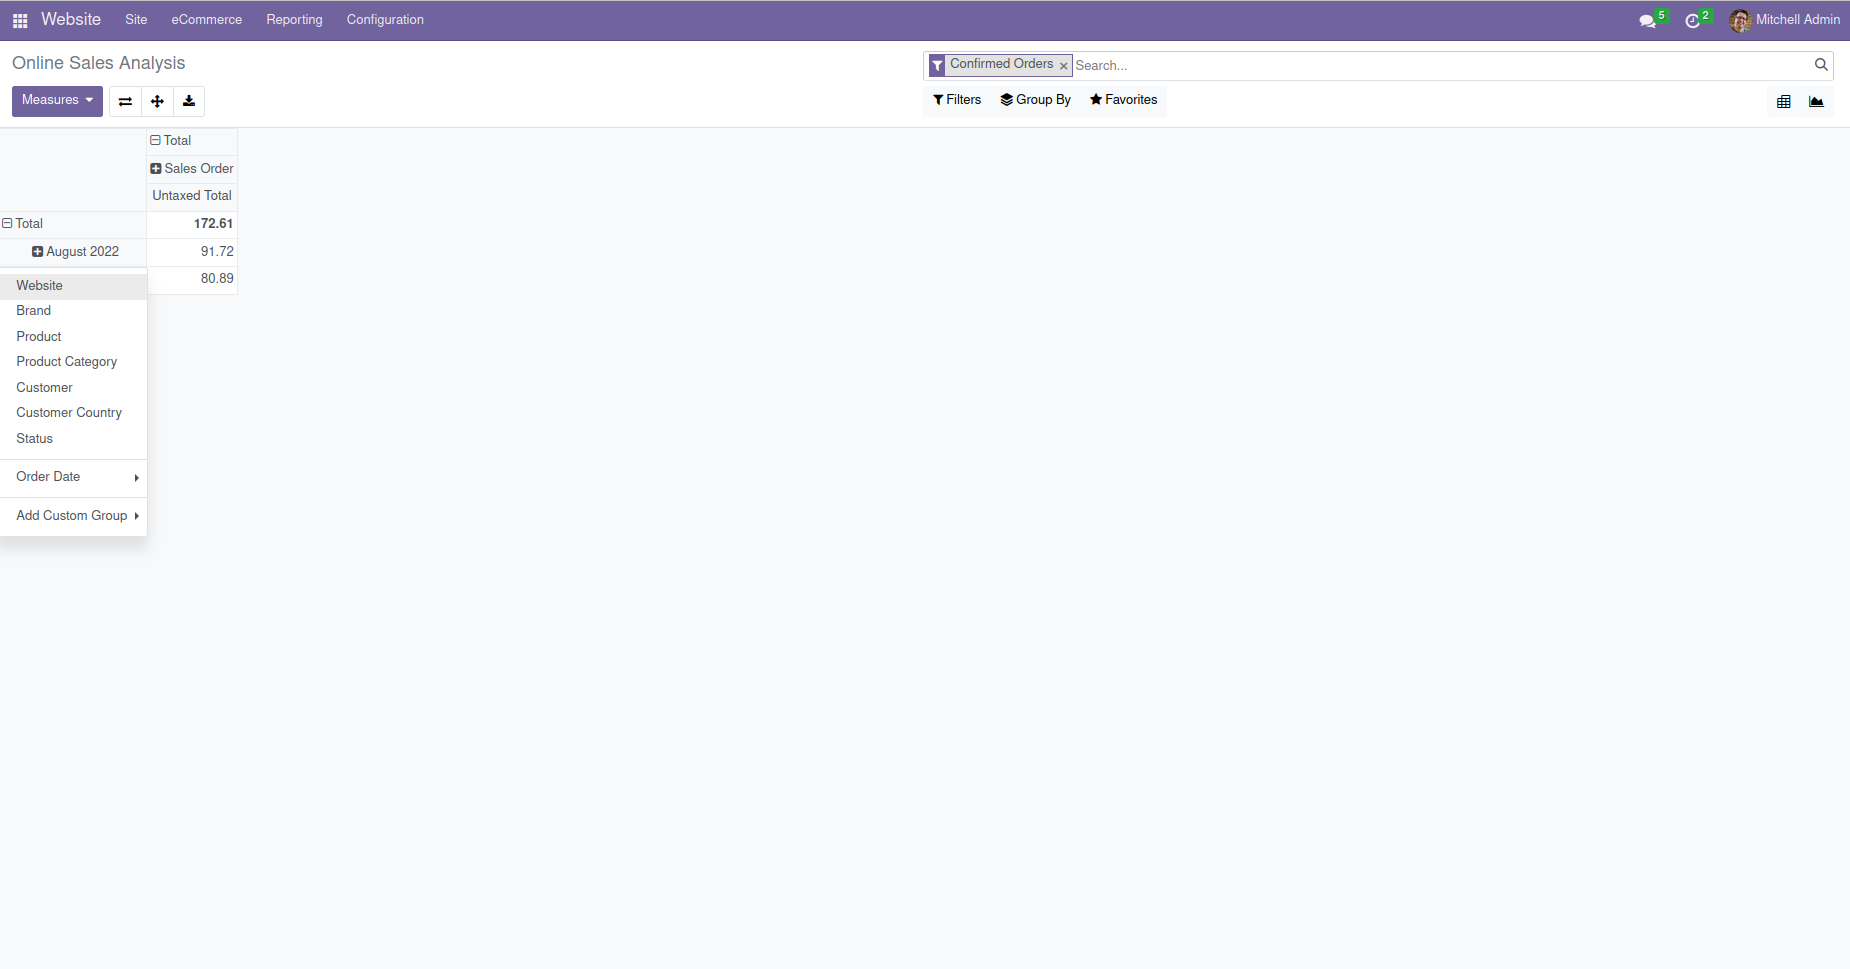 Website Site eCommerce Reporting Configuration 5 2 Mitchell Admin
Online Sales Analysis
Confirmed Orders × Search...
Measures
Filters Group By Favorites
Total
Sales Order
Untaxed Total
Total 172.61
August 2022 91.72
80.89
Website
Brand
Product
Product Category
Customer
Customer Country
Status
Order Date
Add Custom Group